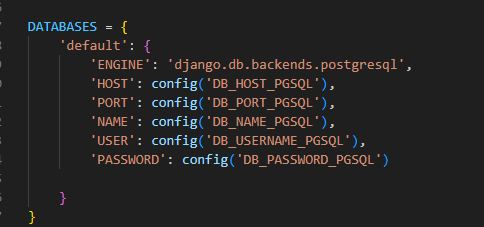 DATABASES = {
    'default': {
        'ENGINE': 'django.db.backends.postgresql',
        'HOST': config('DB_HOST_PGSQL'),
        'PORT': config('DB_PORT_PGSQL'),
        'NAME': config('DB_NAME_PGSQL'),
        'USER': config('DB_USERNAME_PGSQL'),
        'PASSWORD': config('DB_PASSWORD_PGSQL')
    }
}